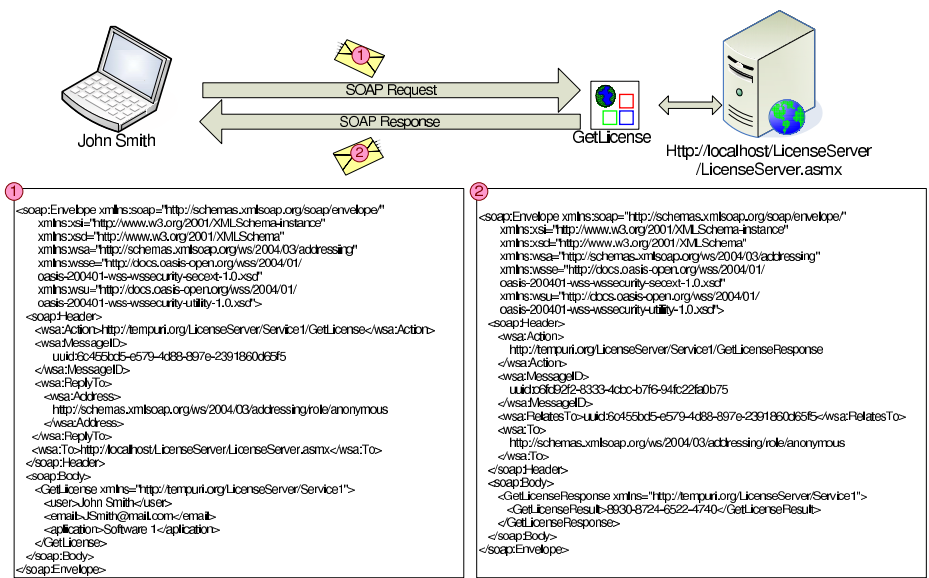 1
SOAP Request
SOAP Response
2
John Smith
GetLicense
Http://localhost/LicenseServer
/LicenseServer.asmx
1
<soap:Envelope xmlns:soap="http://schemas.xmlsoap.org/soap/envelope/"
xmlns:xsi="http://www.w3.org/2001/XMLSchema-instance"
xmlns:xsd="http://www.w3.org/2001/XMLSchema"
xmlns:wsa="http://schemas.xmlsoap.org/ws/2004/03/addressing"
xmlns:wsse="http://docs.oasis-open.org/wss/2004/01/
oasis-200401-wss-wssecurity-secext-1.0.xsd"
xmlns:wsu="http://docs.oasis-open.org/wss/2004/01/
oasis-200401-wss-wssecurity-utility-1.0.xsd">
<soap:Header>
<wsa:Action>http://tempuri.org/LicenseServer/Service1/GetLicense</wsa:Action>
<wsa:MessageID>
uuid:6c455bd5-e579-4d88-897e-2391860d65f5
</wsa:MessageID>
<wsa:ReplyTo>
<wsa:Address>
http://schemas.xmlsoap.org/ws/2004/03/addressing/role/anonymous
</wsa:Address>
</wsa:ReplyTo>
<wsa:To>http://localhost/LicenseServer/LicenseServer.asmx</wsa:To>
</soap:Header>
<soap:Body>
<GetLicense xmlns="http://tempuri.org/LicenseServer/Service1">
<user>John Smith</user>
<email>JSmith@mail.com</email>
<aplication>Software 1</aplication>
</GetLicense>
</soap:Body>
</soap:Envelope>
2
<soap:Envelope xmlns:soap="http://schemas.xmlsoap.org/soap/envelope/"
xmlns:xsi="http://www.w3.org/2001/XMLSchema-instance"
xmlns:xsd="http://www.w3.org/2001/XMLSchema"
xmlns:wsa="http://schemas.xmlsoap.org/ws/2004/03/addressing"
xmlns:wsse="http://docs.oasis-open.org/wss/2004/01/
oasis-200401-wss-wssecurity-secext-1.0.xsd"
xmlns:wsu="http://docs.oasis-open.org/wss/2004/01/
oasis-200401-wss-wssecurity-utility-1.0.xsd">
<soap:Header>
<wsa:Action>
http://tempuri.org/LicenseServer/Service1/GetLicenseResponse
</wsa:Action>
<wsa:MessageID>
uuid:c6fd92f2-8333-4cbc-b7f6-94fc22fa0b75
</wsa:MessageID>
<wsa:RelatesTo>uuid:6c455bd5-e579-4d88-897e-2391860d65f5</wsa:RelatesTo>
<wsa:To>
http://schemas.xmlsoap.org/ws/2004/03/addressing/role/anonymous
</wsa:To>
</soap:Header>
<soap:Body>
<GetLicenseResponse xmlns="http://tempuri.org/LicenseServer/Service1">
<GetLicenseResult>8930-8724-6522-4740</GetLicenseResult>
</GetLicenseResponse>
</soap:Body>
</soap:Envelope>